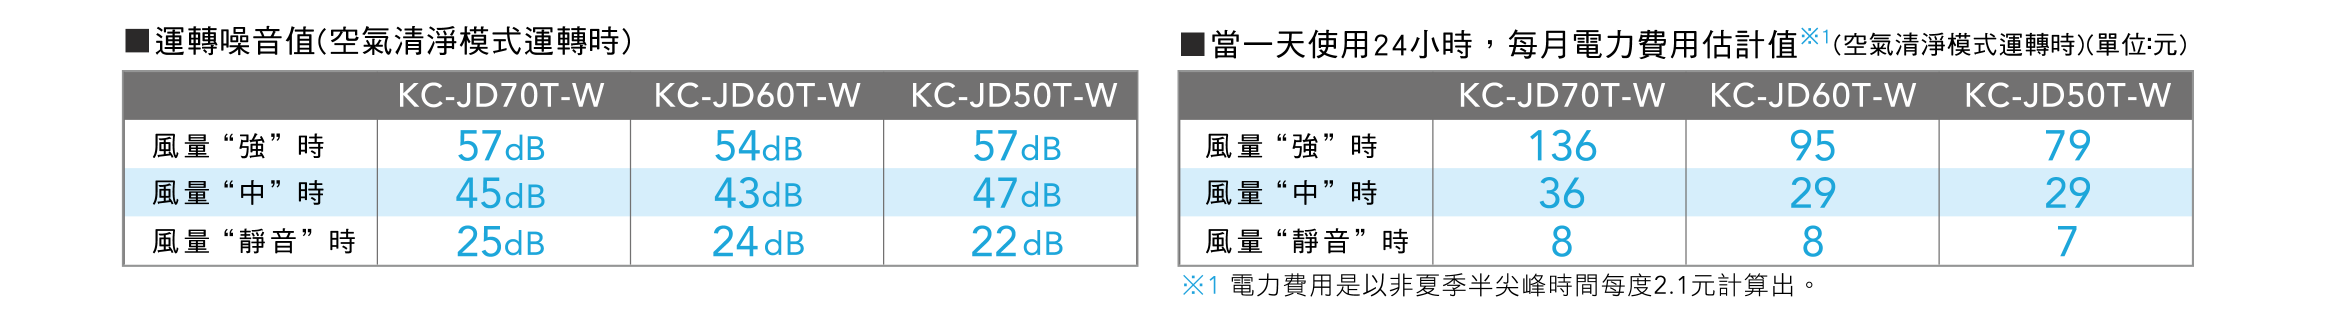 ■運轉噪音值(空氣清淨模式運轉時)
KC-JD70T-W KC-JD60T-W KC-JD50T-W
風量“強”時 57dB 54dB 57dB
風量“中”時 45dB 43dB 47dB
風量“靜音”時 25dB 24dB 22dB
■當一天使用24小時，每月電力費用估計值※1(空氣清淨模式運轉時)(單位:元)
KC-JD70T-W KC-JD60T-W KC-JD50T-W
風量“強”時 136 95 79
風量“中”時 36 29 29
風量“靜音”時 8 8 7
※1 電力費用是以非夏季半尖峰時間每度2.1元計算出。